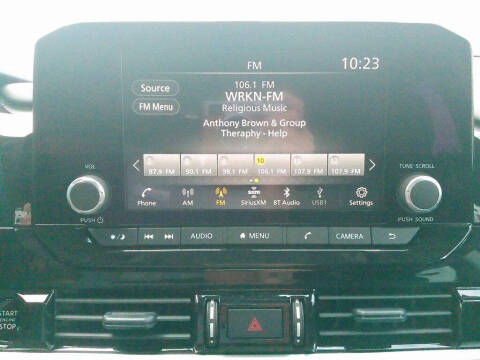 FM 10:23
Source
106.1 FM
WRKN-FM
FM Menu
Religious Music
Anthony Brown & Group
Theraphy - Help
10
87.9 FM 90.1 FM 98.1 FM 106.1 FM 107.9 FM 107.9 FM
VOL
TUNE·SCROLL
Phone AM FM SiriusXM BT Audio USB1 Settings
PUSH
PUSH SOUND
AUDIO MENU CAMERA
START
ENGINE
STOP